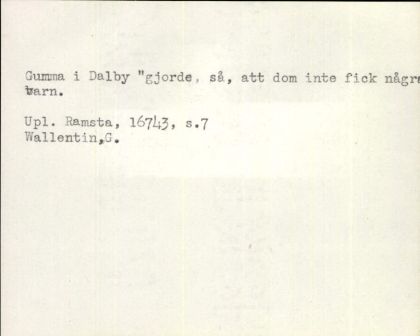 Gumma i Dalby "gjorde, så, att dom inte fick några
barn.
Upl. Ramsta, 16743, s.7
Wallentin,G.